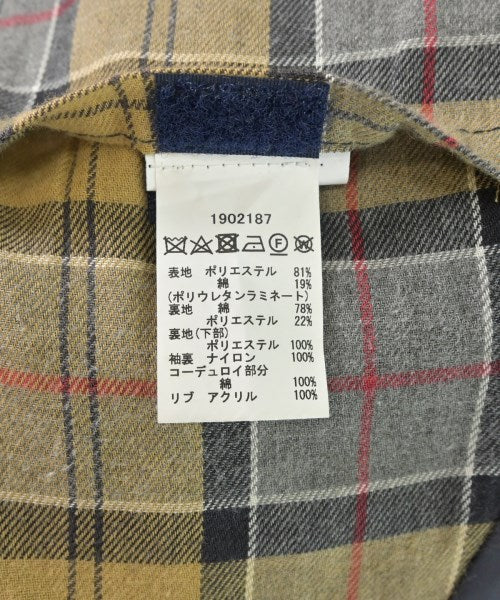 1902187
F W
表地 ポリエステル 81%
綿 19%
(ポリウレタンラミネート)
裏地 綿 78%
ポリエステル 22%
裏地(下部)
ポリエステル 100%
袖裏 ナイロン 100%
コーデュロイ部分
綿 100%
リブ アクリル 100%